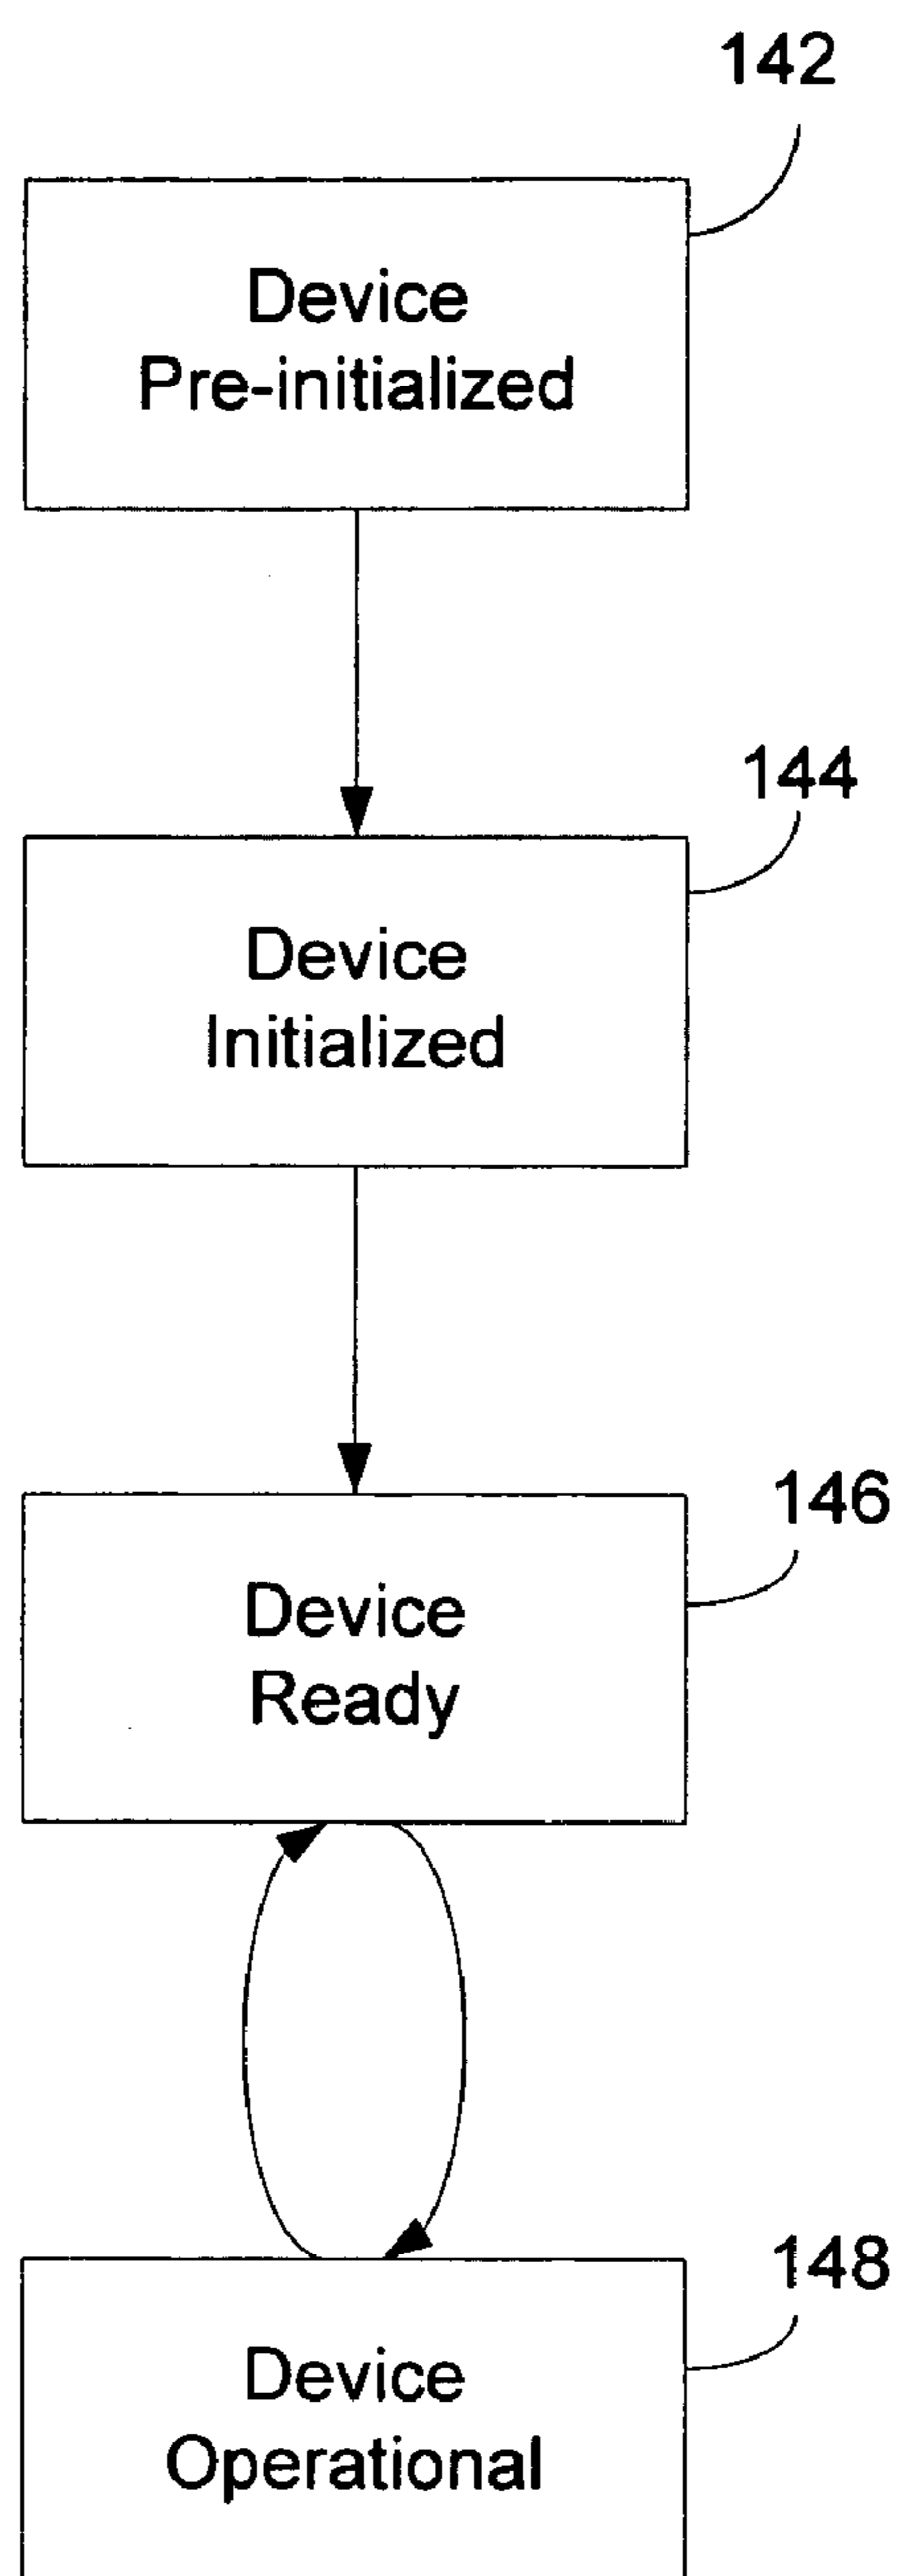 142
Device
Pre-initialized
144
Device
Initialized
146
Device
Ready
148
Device
Operational